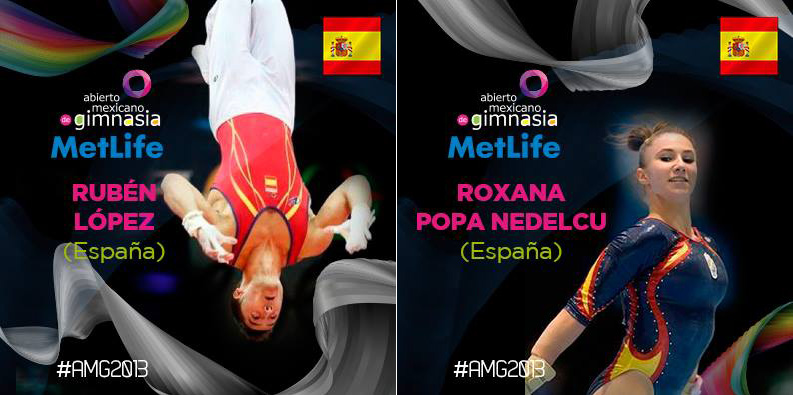 abierto
mexicano
de gimnasia
MetLife
RUBÉN
LÓPEZ
(España)
#AMG2013
abierto
mexicano
de gimnasia
MetLife
ROXANA
POPA NEDELCU
(España)
#AMG2013